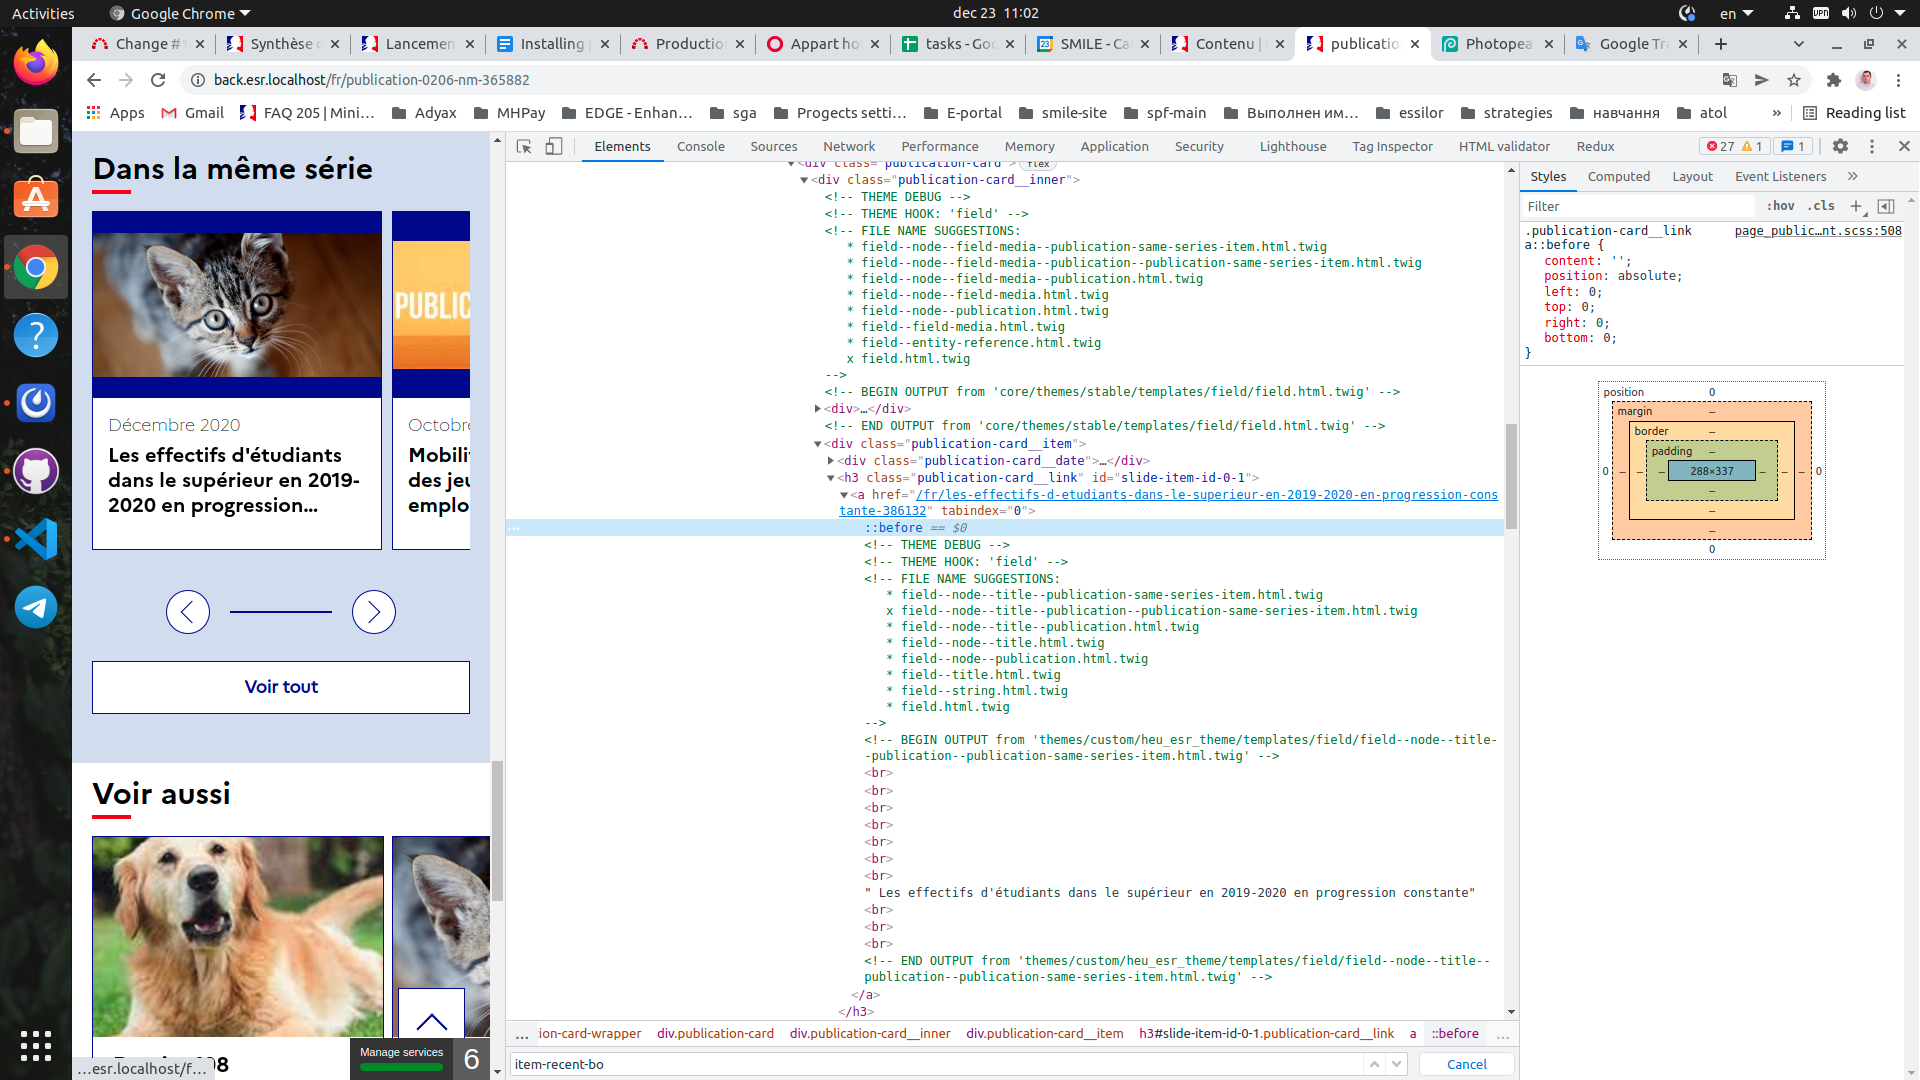 Activities
Google Chrome
dec 23 11:02
en
Change #1
Synthèse c
Lancemen
Installing
Productio
Appart ho
tasks - Goo
SMILE - Ca
Contenu |
publicatio
Photopea
Google Tra
back.esr.localhost/fr/publication-0206-nm-365882
Apps
Gmail
FAQ 205 | Mini…
Adyax
MHPay
EDGE - Enhan…
sga
Progects setti…
E-portal
smile-site
spf-main
Выполнен им…
essilor
strategies
навчання
atol
»
Reading list
Dans la même série
Décembre 2020
Les effectifs d'étudiants
dans le supérieur en 2019-
2020 en progression…
PUBLIC
Octobre
Mobilit
des jeu
emplo
Voir tout
Voir aussi
…esr.localhost/f…
Manage services
6
Elements
Console
Sources
Network
Performance
Memory
Application
Security
Lighthouse
Tag Inspector
HTML validator
Redux
27
1
1
<div class="publication-card"> flex
<div class="publication-card__inner">
<!-- THEME DEBUG -->
<!-- THEME HOOK: 'field' -->
<!-- FILE NAME SUGGESTIONS:
* field--node--field-media--publication-same-series-item.html.twig
* field--node--field-media--publication--publication-same-series-item.html.twig
* field--node--field-media--publication.html.twig
* field--node--field-media.html.twig
* field--node--publication.html.twig
* field--field-media.html.twig
* field--entity-reference.html.twig
x field.html.twig
-->
<!-- BEGIN OUTPUT from 'core/themes/stable/templates/field/field.html.twig' -->
<div>…</div>
<!-- END OUTPUT from 'core/themes/stable/templates/field/field.html.twig' -->
<div class="publication-card__item">
<div class="publication-card__date">…</div>
<h3 class="publication-card__link" id="slide-item-id-0-1">
<a href="/fr/les-effectifs-d-etudiants-dans-le-superieur-en-2019-2020-en-progression-cons
tante-386132" tabindex="0">
::before == $0
<!-- THEME DEBUG -->
<!-- THEME HOOK: 'field' -->
<!-- FILE NAME SUGGESTIONS:
* field--node--title--publication-same-series-item.html.twig
x field--node--title--publication--publication-same-series-item.html.twig
* field--node--title--publication.html.twig
* field--node--title.html.twig
* field--node--publication.html.twig
* field--title.html.twig
* field--string.html.twig
* field.html.twig
-->
<!-- BEGIN OUTPUT from 'themes/custom/heu_esr_theme/templates/field/field--node--title-
-publication--publication-same-series-item.html.twig' -->
<br>
<br>
<br>
<br>
<br>
<br>
<br>
" Les effectifs d'étudiants dans le supérieur en 2019-2020 en progression constante"
<br>
<br>
<br>
<!-- END OUTPUT from 'themes/custom/heu_esr_theme/templates/field/field--node--title--
publication--publication-same-series-item.html.twig' -->
</a>
</h3>
…
tion-card-wrapper
div.publication-card
div.publication-card__inner
div.publication-card__item
h3#slide-item-id-0-1.publication-card__link
a
::before
…
item-recent-bo
Cancel
Styles
Computed
Layout
Event Listeners
»
Filter
:hov
.cls
.publication-card__link
page_public…nt.scss:508
a::before {
content: '';
position: absolute;
left: 0;
top: 0;
right: 0;
bottom: 0;
}
position 0
margin –
border –
padding –
0 – – – 288×337 – – – 0
–
–
–
0